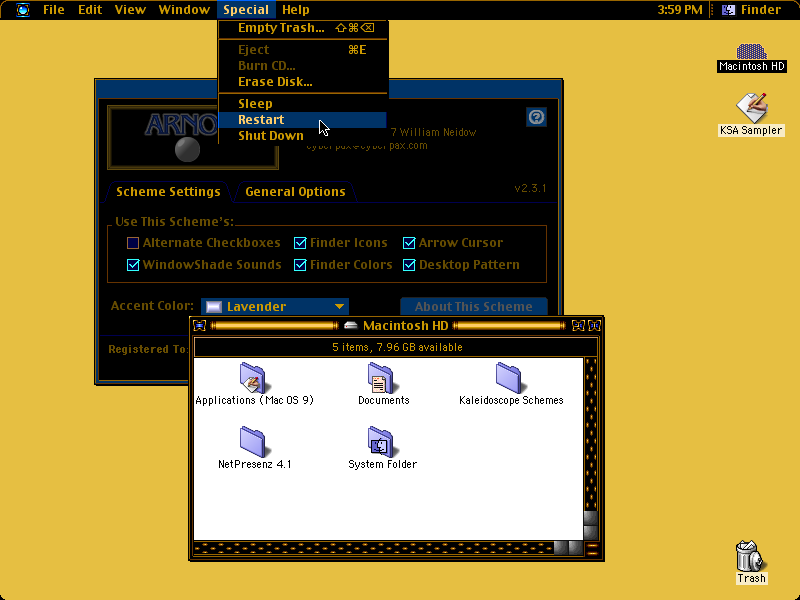 File Edit View Window Special Help 3:59 PM Finder
Empty Trash... ⇧⌘⌫
Eject ⌘E
Burn CD...
Erase Disk...
Sleep
Restart
Shut Down
Macintosh HD
KSA Sampler
ARNO
7 William Neidow
cyberpax@cyberpax.com
Scheme Settings General Options v2.3.1
Use This Scheme's:
Alternate Checkboxes Finder Icons Arrow Cursor
WindowShade Sounds Finder Colors Desktop Pattern
Accent Color: Lavender About This Scheme
Registered To:
Macintosh HD
5 items, 7.96 GB available
Applications (Mac OS 9) Documents Kaleidoscope Schemes
NetPresenz 4.1 System Folder
Trash